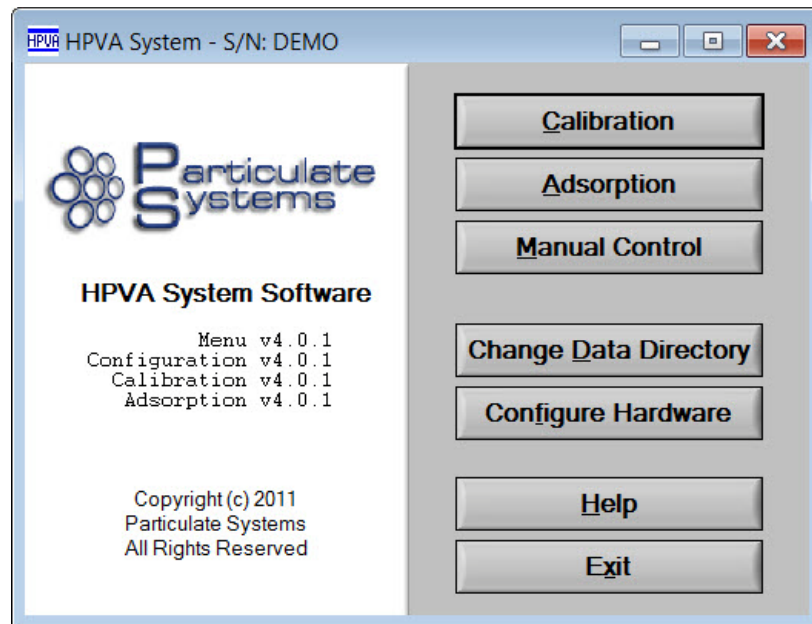 HPVA HPVA System - S/N: DEMO
Particulate
Systems
HPVA System Software
Menu v4.0.1
Configuration v4.0.1
Calibration v4.0.1
Adsorption v4.0.1
Copyright (c) 2011
Particulate Systems
All Rights Reserved
Calibration
Adsorption
Manual Control
Change Data Directory
Configure Hardware
Help
Exit